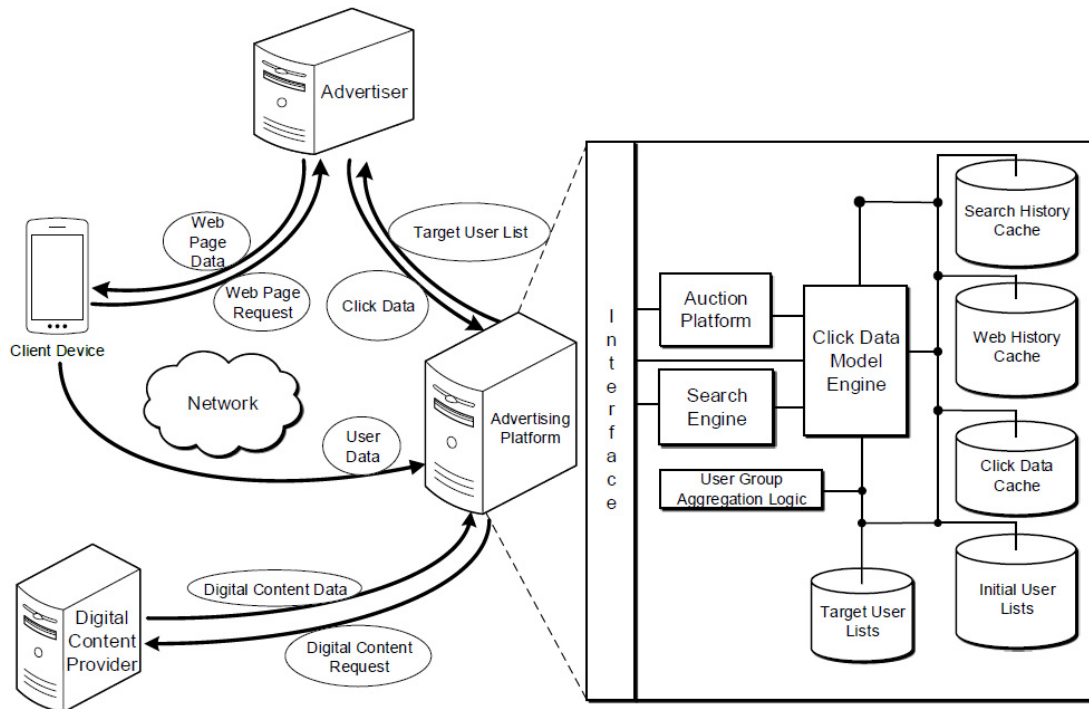 Advertiser
Web
Page
Data
Target User List
Web Page
Request
Click Data
Client Device
Network
User
Data
Advertising
Platform
Digital Content Data
Digital
Content
Provider
Digital Content
Request
Interface
Auction
Platform
Click Data
Model
Engine
Search
Engine
User Group
Aggregation Logic
Search History
Cache
Web History
Cache
Click Data
Cache
Target User
Lists
Initial User
Lists